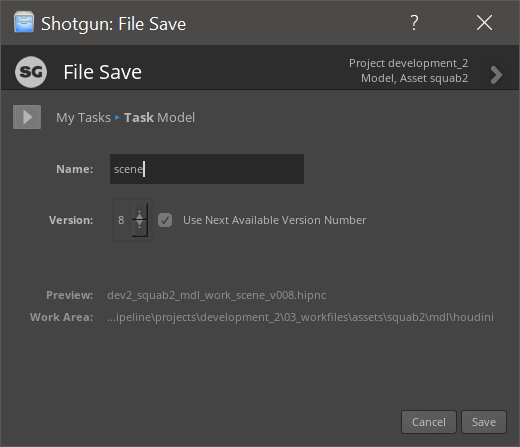 Shotgun: File Save ?
SG File Save
Project development_2
Model, Asset squab2
My Tasks ▸ Task Model
Name: scene
Version: 8 Use Next Available Version Number
Preview: dev2_squab2_mdl_work_scene_v008.hipnc
Work Area: ...ipeline\projects\development_2\03_workfiles\assets\squab2\mdl\houdini
Cancel Save